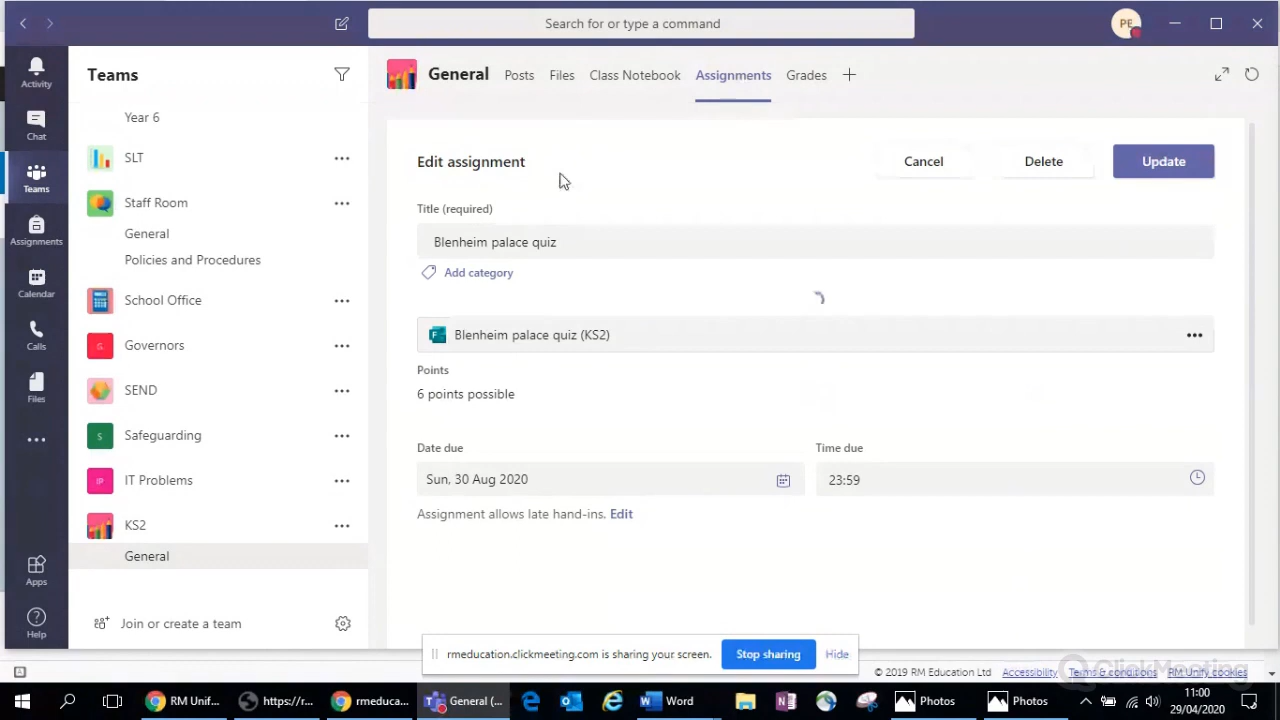 Search for or type a command
PE
Activity
Chat
Teams
Assignments
Calendar
Calls
Files
Apps
Help
Teams
Year 6
SLT
Staff Room
General
Policies and Procedures
School Office
G
Governors
SEND
S
Safeguarding
IP
IT Problems
KS2
General
Join or create a team
General
Posts
Files
Class Notebook
Assignments
Grades
Edit assignment
Cancel
Delete
Update
Title (required)
Blenheim palace quiz
Add category
F
Blenheim palace quiz (KS2)
Points
6 points possible
Date due
Time due
Sun, 30 Aug 2020
23:59
Assignment allows late hand-ins. Edit
rmeducation.clickmeeting.com is sharing your screen.
Stop sharing
Hide
© 2019 RM Education Ltd
Accessibility
Terms & conditions
RM Unify cookies
ClickMeeting
RM Unif...
https://r...
rmeduca...
General (...
Word
Photos
Photos
11:00
29/04/2020